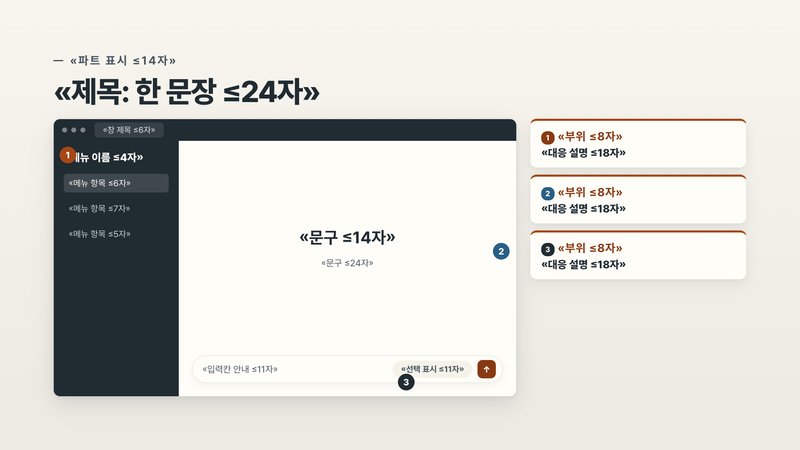 — «파트 표시 ≤14자»
«제목: 한 문장 ≤24자»
«창 제목 ≤6자»
1
메뉴 이름 ≤4자»
«메뉴 항목 ≤6자»
«메뉴 항목 ≤7자»
«메뉴 항목 ≤5자»
«문구 ≤14자»
«문구 ≤24자»
2
«입력칸 안내 ≤11자»
«선택 표시 ≤11자»
3
1 «부위 ≤8자»
«대응 설명 ≤18자»
2 «부위 ≤8자»
«대응 설명 ≤18자»
3 «부위 ≤8자»
«대응 설명 ≤18자»